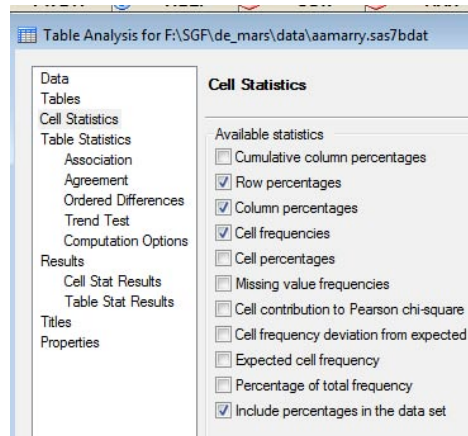 Table Analysis for F:\SGF\de_mars\data\aamarry.sas7bdat
Data
Tables
Cell Statistics
Table Statistics
Association
Agreement
Ordered Differences
Trend Test
Computation Options
Results
Cell Stat Results
Table Stat Results
Titles
Properties
Cell Statistics
Available statistics
Cumulative column percentages
Row percentages
Column percentages
Cell frequencies
Cell percentages
Missing value frequencies
Cell contribution to Pearson chi-square
Cell frequency deviation from expected
Expected cell frequency
Percentage of total frequency
Include percentages in the data set